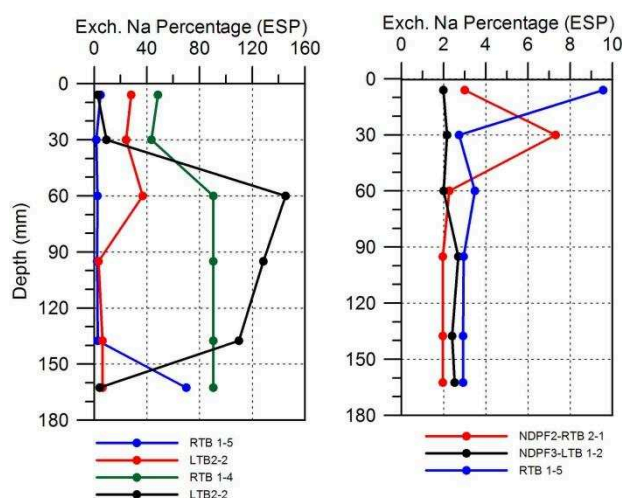 Exch. Na Percentage (ESP)
0 40 80 120 160
0
30
60
90
120
150
180
Depth (mm)
RTB 1-5
LTB2-2
RTB 1-4
LTB2-2
Exch. Na Percentage (ESP)
0 2 4 6 8 10
0
30
60
90
120
150
180
NDPF2-RTB 2-1
NDPF3-LTB 1-2
RTB 1-5